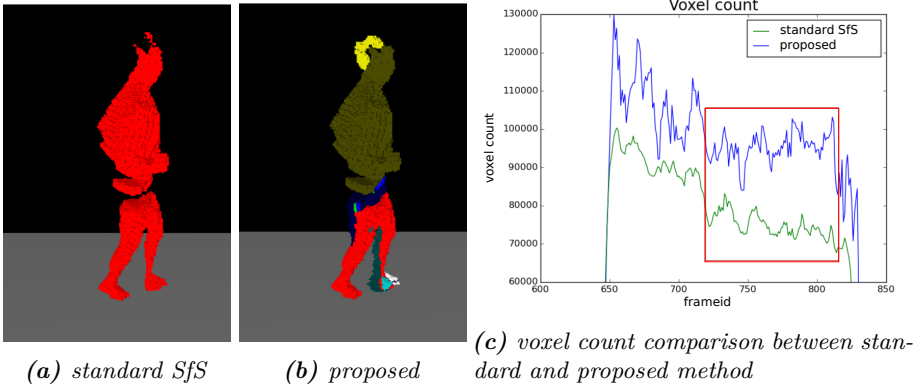 Voxel count
standard SfS
proposed
130000
120000
110000
100000
90000
80000
70000
60000
voxel count
600
650
700
750
800
850
frameid
(a) standard SfS
(b) proposed
(c) voxel count comparison between stan-
dard and proposed method